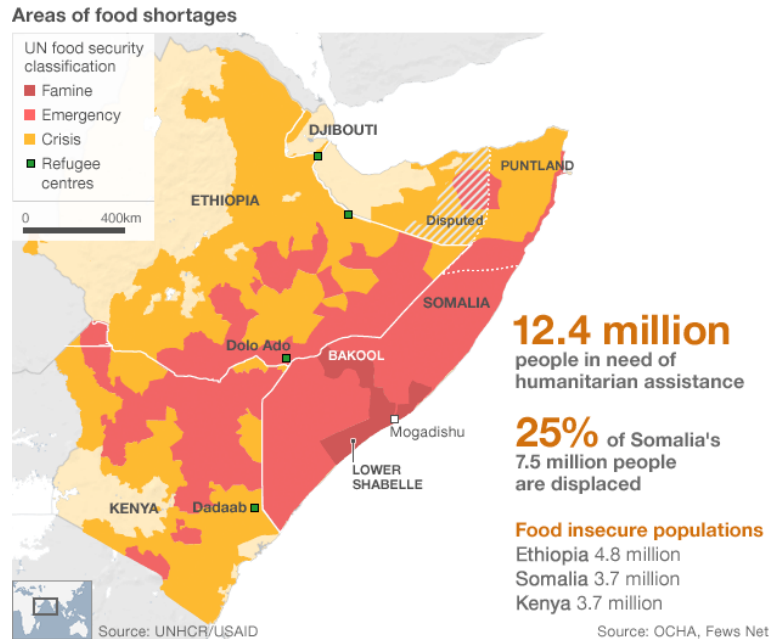 Areas of food shortages
UN food security
classification
Famine
Emergency
Crisis
Refugee
centres
0 400km
DJIBOUTI
PUNTLAND
ETHIOPIA
Disputed
SOMALIA
Dolo Ado
BAKOOL
Mogadishu
LOWER
SHABELLE
KENYA
Dadaab
12.4 million
people in need of
humanitarian assistance
25% of Somalia's
7.5 million people
are displaced
Food insecure populations
Ethiopia 4.8 million
Somalia 3.7 million
Kenya 3.7 million
Source: UNHCR/USAID
Source: OCHA, Fews Net